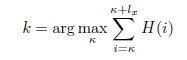 k = arg max_κ ∑_{i=κ}^{κ+l_x} H(i)